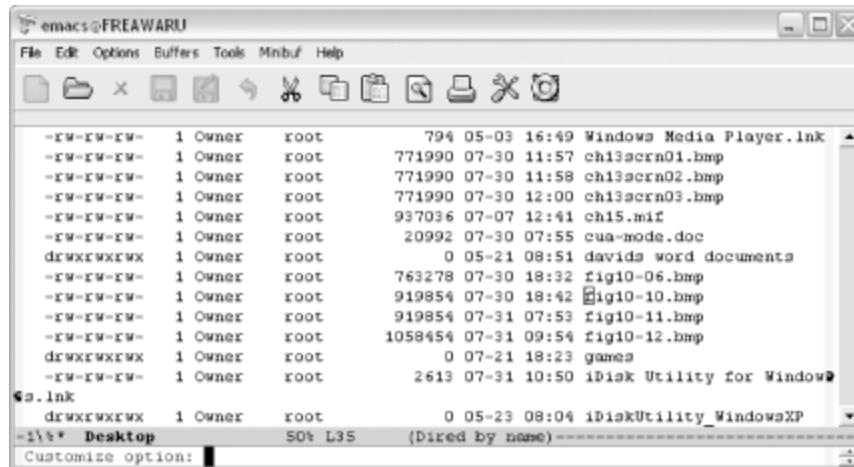 emacs@FREAWARU
File Edit Options Buffers Tools Minibuf Help
-rw-rw-rw- 1 Owner root 794 05-03 16:49 Windows Media Player.lnk
-rw-rw-rw- 1 Owner root 771990 07-30 11:57 ch13scrn01.bmp
-rw-rw-rw- 1 Owner root 771990 07-30 11:58 ch13scrn02.bmp
-rw-rw-rw- 1 Owner root 771990 07-30 12:00 ch13scrn03.bmp
-rw-rw-rw- 1 Owner root 937036 07-07 12:41 ch15.mif
-rw-rw-rw- 1 Owner root 20992 07-30 07:55 cua-mode.doc
drwxrwxrwx 1 Owner root 0 05-21 08:51 davids word documents
-rw-rw-rw- 1 Owner root 763278 07-30 18:32 fig10-06.bmp
-rw-rw-rw- 1 Owner root 919854 07-30 18:42 fig10-10.bmp
-rw-rw-rw- 1 Owner root 919854 07-31 07:53 fig10-11.bmp
-rw-rw-rw- 1 Owner root 1058454 07-31 09:54 fig10-12.bmp
drwxrwxrwx 1 Owner root 0 07-21 18:23 games
-rw-rw-rw- 1 Owner root 2613 07-31 10:50 iDisk Utility for Window
s.lnk
drwxrwxrwx 1 Owner root 0 05-23 08:04 iDiskUtility_WindowsXP
-1\%* Desktop 50% L35 (Dired by name)------------------------------
Customize option: